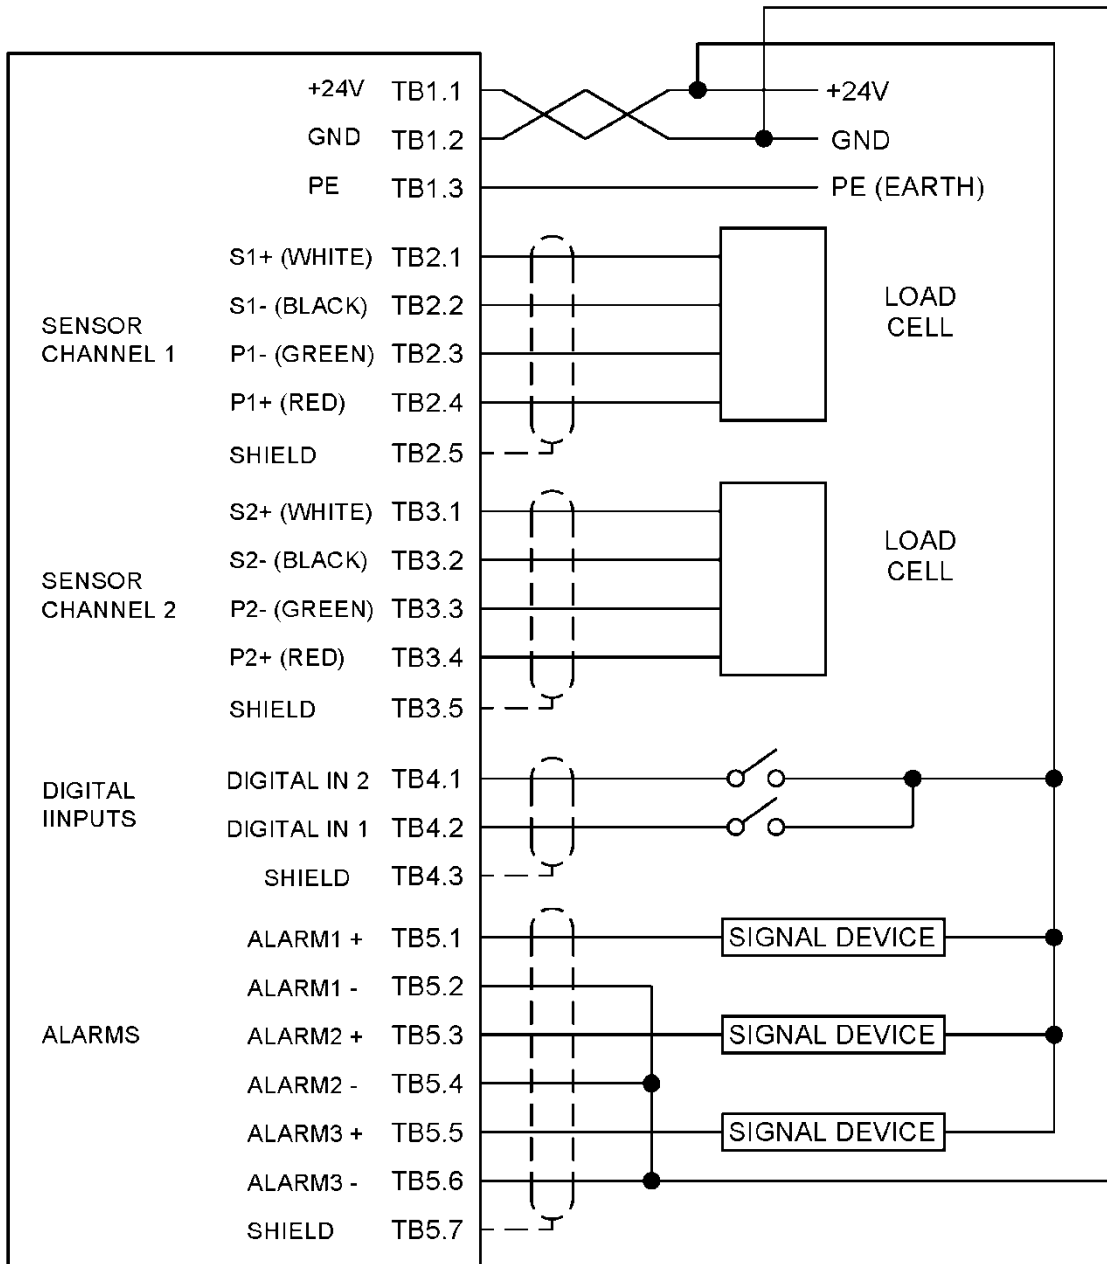 +24V TB1.1 +24V
GND TB1.2 GND
PE TB1.3 PE (EARTH)
S1+ (WHITE) TB2.1
S1- (BLACK) TB2.2
SENSOR
CHANNEL 1
P1- (GREEN) TB2.3
P1+ (RED) TB2.4
SHIELD TB2.5
LOAD
CELL
S2+ (WHITE) TB3.1
S2- (BLACK) TB3.2
SENSOR
CHANNEL 2
P2- (GREEN) TB3.3
P2+ (RED) TB3.4
SHIELD TB3.5
LOAD
CELL
DIGITAL
IINPUTS
DIGITAL IN 2 TB4.1
DIGITAL IN 1 TB4.2
SHIELD TB4.3
ALARM1 + TB5.1 SIGNAL DEVICE
ALARM1 - TB5.2
ALARMS ALARM2 + TB5.3 SIGNAL DEVICE
ALARM2 - TB5.4
ALARM3 + TB5.5 SIGNAL DEVICE
ALARM3 - TB5.6
SHIELD TB5.7